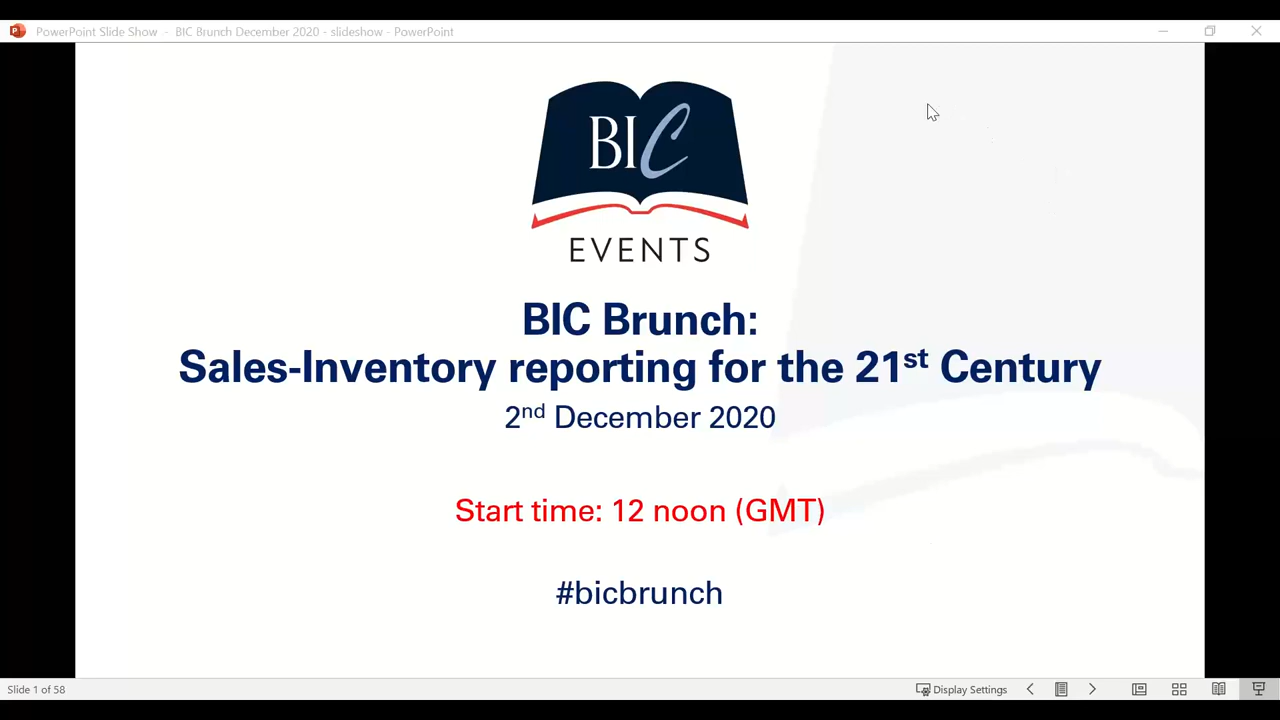 PowerPoint Slide Show - BIC Brunch December 2020 - slideshow - PowerPoint
BIC
EVENTS
BIC Brunch:
Sales-Inventory reporting for the 21st Century
2nd December 2020
Start time: 12 noon (GMT)
#bicbrunch
Slide 1 of 58
Display Settings